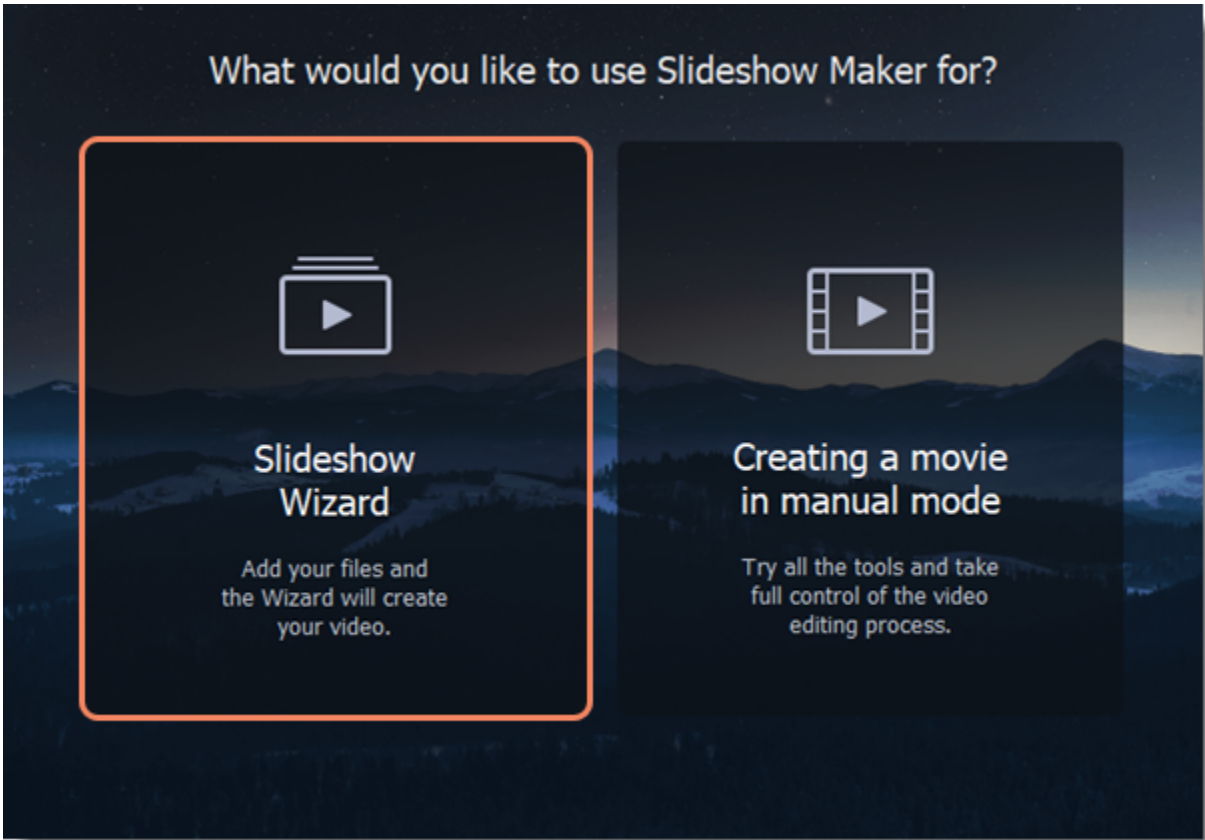 What would you like to use Slideshow Maker for?
Slideshow
Wizard
Add your files and
the Wizard will create
your video.
Creating a movie
in manual mode
Try all the tools and take
full control of the video
editing process.